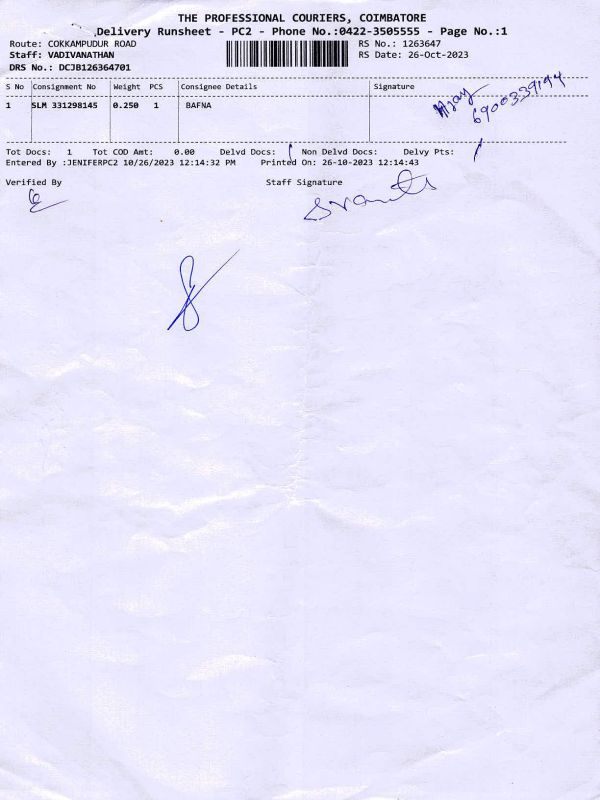 THE PROFESSIONAL COURIERS, COIMBATORE
Delivery Runsheet - PC2 - Phone No.:0422-3505555 - Page No.:1
Route: COKKAMPUDUR ROAD RS No.: 1263647
Staff: VADIVANATHAN RS Date: 26-Oct-2023
DRS No.: DCJB126364701
S No Consignment No Weight PCS Consignee Details Signature
1 SLM 331298145 0.250 1 BAFNA
6900339194
Tot Docs: 1 Tot COD Amt: 0.00 Delvd Docs: Non Delvd Docs: Delvy Pts:
Entered By :JENIFERPC2 10/26/2023 12:14:32 PM Printed On: 26-10-2023 12:14:43
Verified By Staff Signature